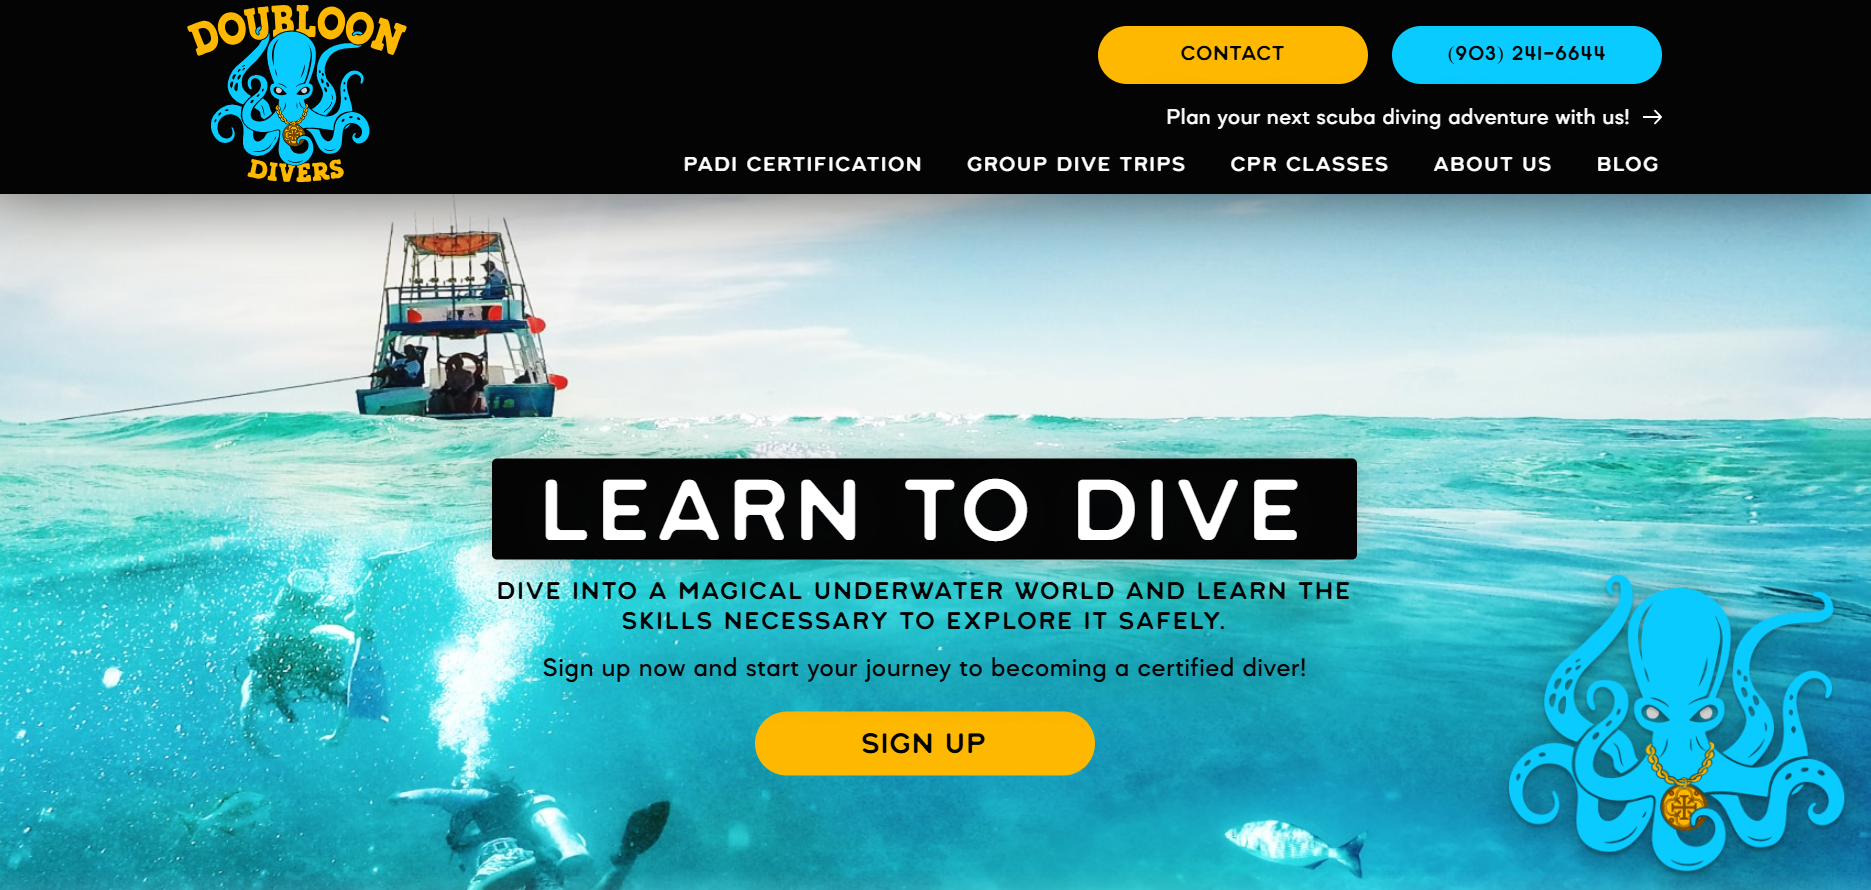 DOUBLOON
DIVERS
CONTACT
(903) 241-6644
Plan your next scuba diving adventure with us! →
PADI CERTIFICATION
GROUP DIVE TRIPS
CPR CLASSES
ABOUT US
BLOG
LEARN TO DIVE
DIVE INTO A MAGICAL UNDERWATER WORLD AND LEARN THE
SKILLS NECESSARY TO EXPLORE IT SAFELY.
Sign up now and start your journey to becoming a certified diver!
SIGN UP